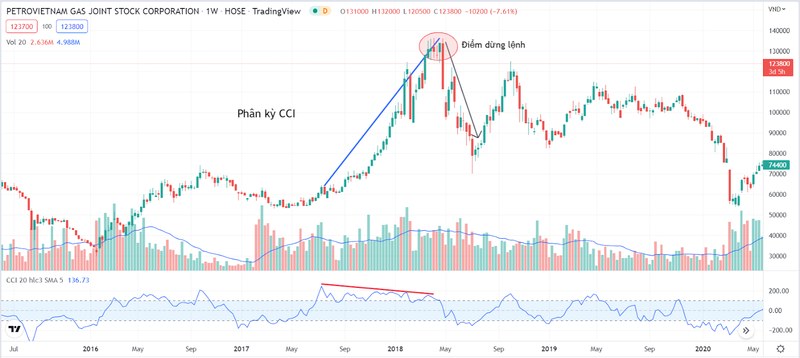 PETROVIETNAM GAS JOINT STOCK CORPORATION · 1W · HOSE · TradingView D O131000 H132000 L120500 C123800 -10200 (-7.61%)
VND
123700 100 123800
Vol 20 2.636M 4.988M
Điểm dừng lệnh
Phân kỳ CCI
140000
130000
123800
3d 5h
110000
100000
90000
80000
74400
60000
50000
40000
30000
CCI 20 hlc3 SMA 5 136.73
200.00
100.00
0.00
-200.00
Jul 2016 May Sep 2017 May Sep 2018 May Sep 2019 May Sep 2020 May